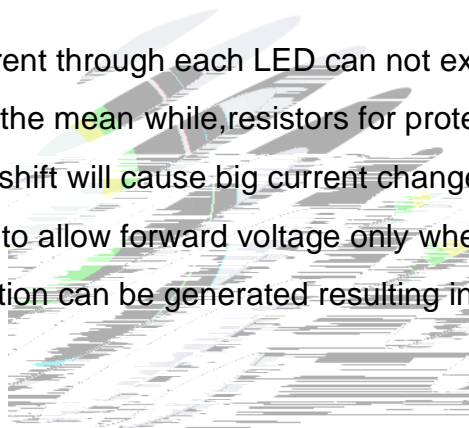 rent through each LED can not ex
the mean while,resistors for prote
shift will cause big current change
to allow forward voltage only whe
tion can be generated resulting in